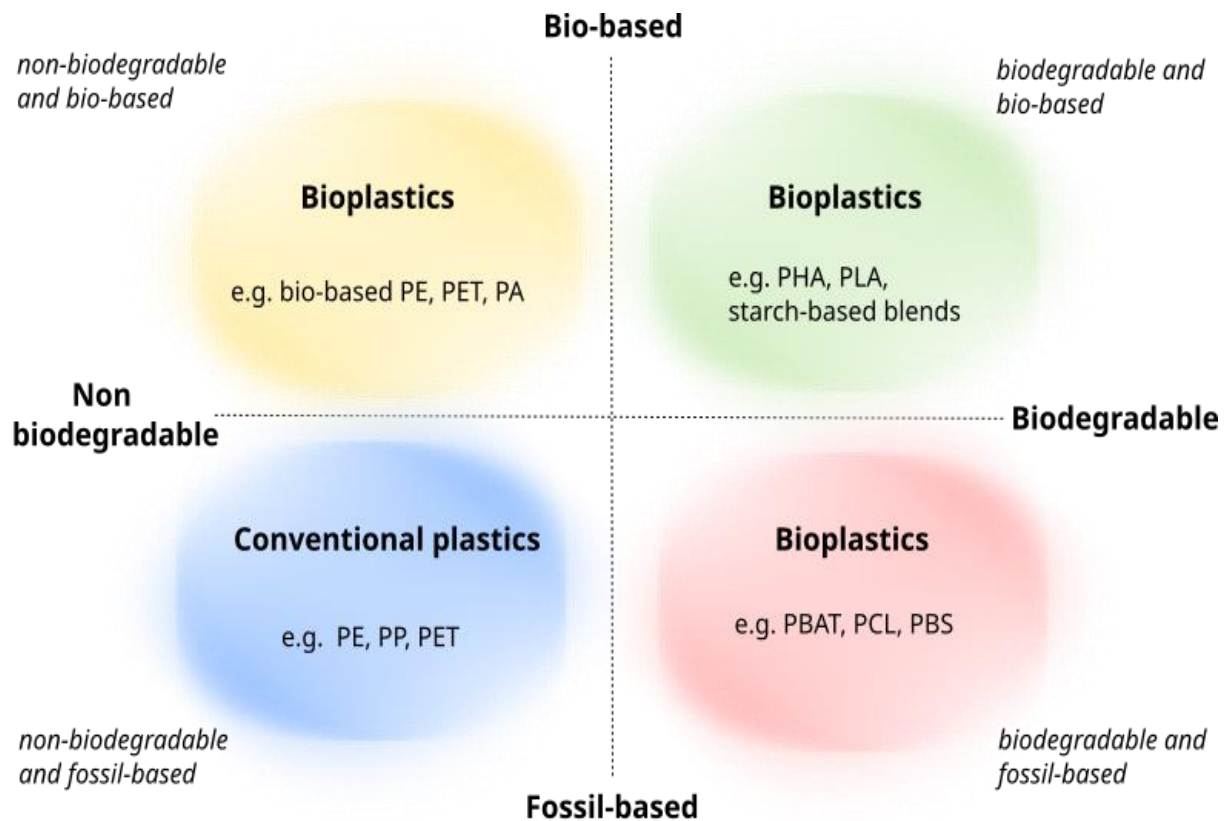 Bio-based
non-biodegradable
and bio-based
biodegradable and
bio-based
Bioplastics
e.g. bio-based PE, PET, PA
Bioplastics
e.g. PHA, PLA,
starch-based blends
Non
biodegradable
Biodegradable
Conventional plastics
e.g.  PE, PP, PET
Bioplastics
e.g. PBAT, PCL, PBS
non-biodegradable
and fossil-based
biodegradable and
fossil-based
Fossil-based